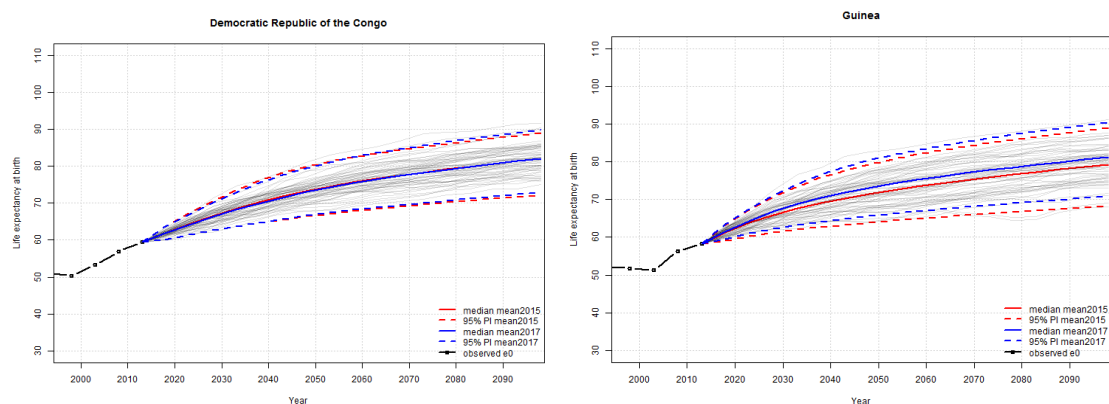 Democratic Republic of the Congo
Life expectancy at birth
110
100
90
80
70
60
50
40
30
median mean2015
95% PI mean2015
median mean2017
95% PI mean2017
observed e0
2000 2010 2020 2030 2040 2050 2060 2070 2080 2090
Year
Guinea
Life expectancy at birth
110
100
90
80
70
60
50
40
30
median mean2015
95% PI mean2015
median mean2017
95% PI mean2017
observed e0
2000 2010 2020 2030 2040 2050 2060 2070 2080 2090
Year